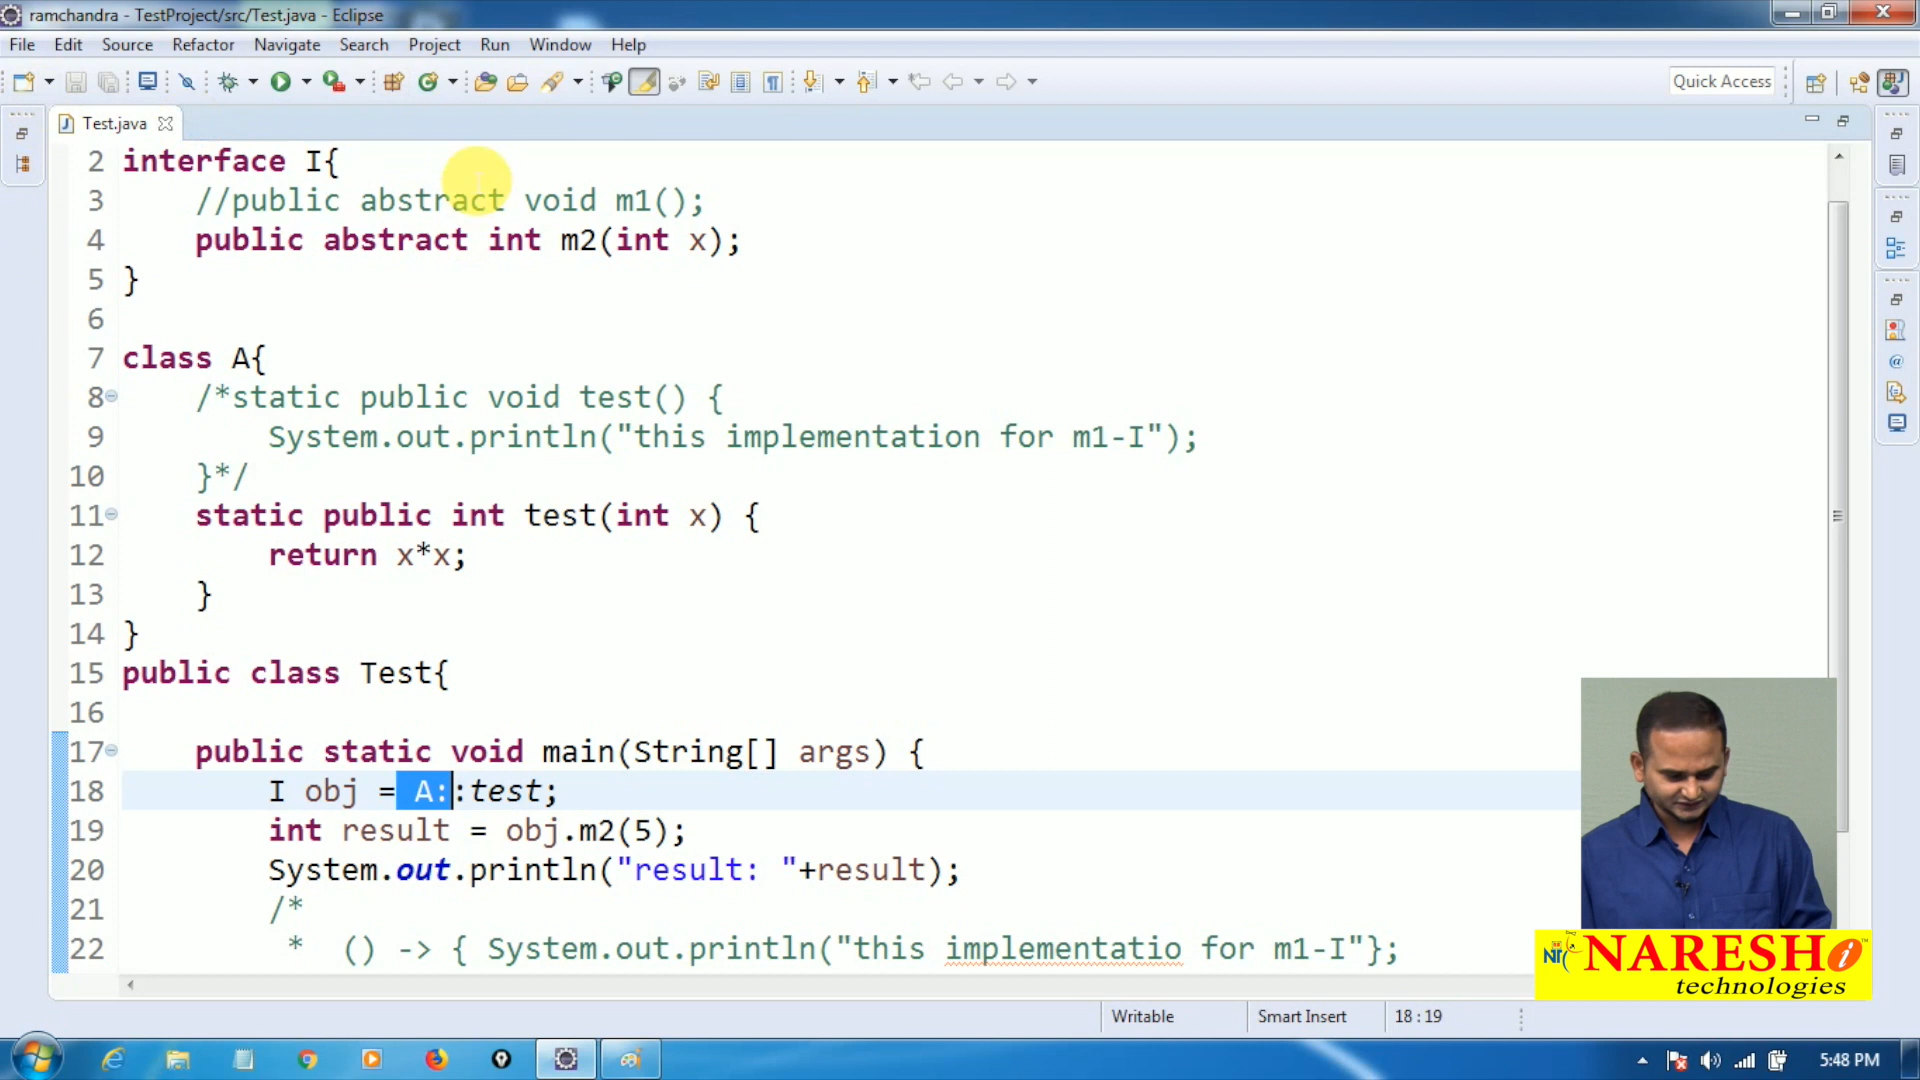 ramchandra - TestProject/src/Test.java - Eclipse
File Edit Source Refactor Navigate Search Project Run Window Help
Quick Access
Test.java
2 interface I{
3 //public abstract void m1();
4 public abstract int m2(int x);
5 }
6
7 class A{
8 /*static public void test() {
9 System.out.println("this implementation for m1-I");
10 }*/
11 static public int test(int x) {
12 return x*x;
13 }
14 }
15 public class Test{
16
17 public static void main(String[] args) {
18 I obj = A::test;
19 int result = obj.m2(5);
20 System.out.println("result: "+result);
21 /*
22 * () -> { System.out.println("this implementatio for m1-I"};
NARESH i
technologies
Writable Smart Insert 18 : 19
5:48 PM